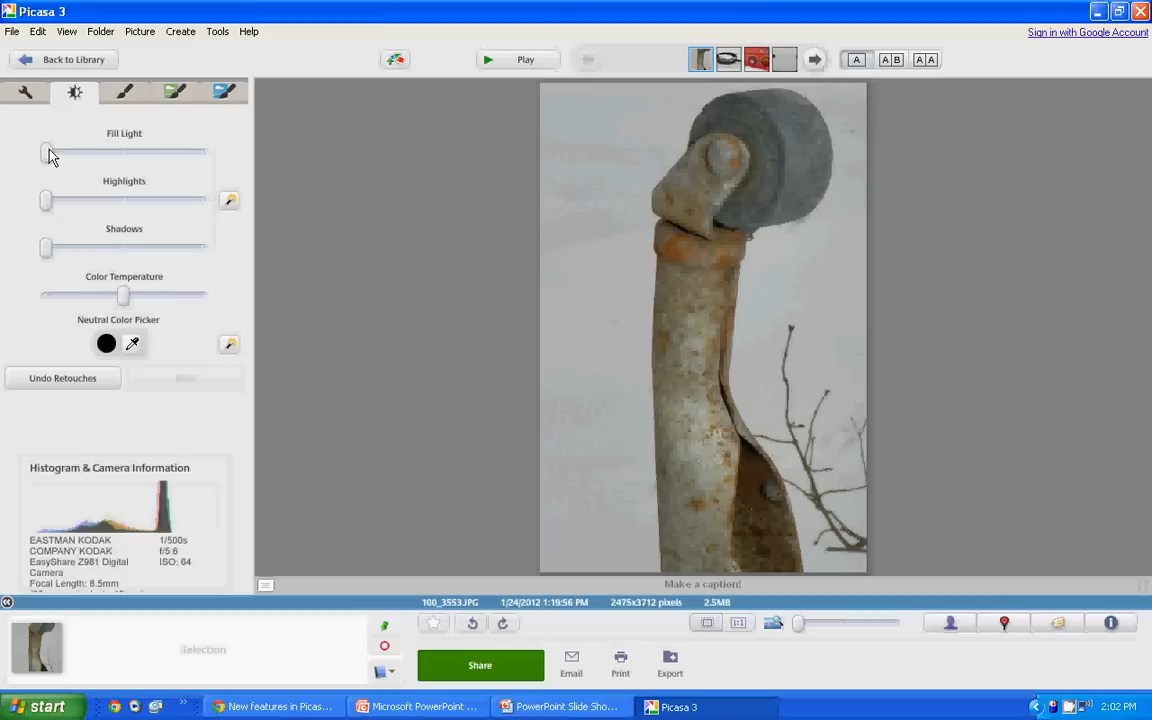 Picasa 3
File Edit View Folder Picture Create Tools Help
Sign in with Google Account
Back to Library
Play
A
A B
A A
Fill Light
Highlights
Shadows
Color Temperature
Neutral Color Picker
Undo Retouches
Histogram & Camera Information
EASTMAN KODAK 1/500s
COMPANY KODAK f/5.6
EasyShare Z981 Digital ISO: 64
Camera
Focal Length: 8.5mm
Make a caption!
100_3553.JPG 1/24/2012 1:19:56 PM 2475x3712 pixels 2.5MB
1:1
Selection
Share
Email
Print
Export
start
New features in Picas...
Microsoft PowerPoint ...
PowerPoint Slide Sho...
Picasa 3
2:02 PM